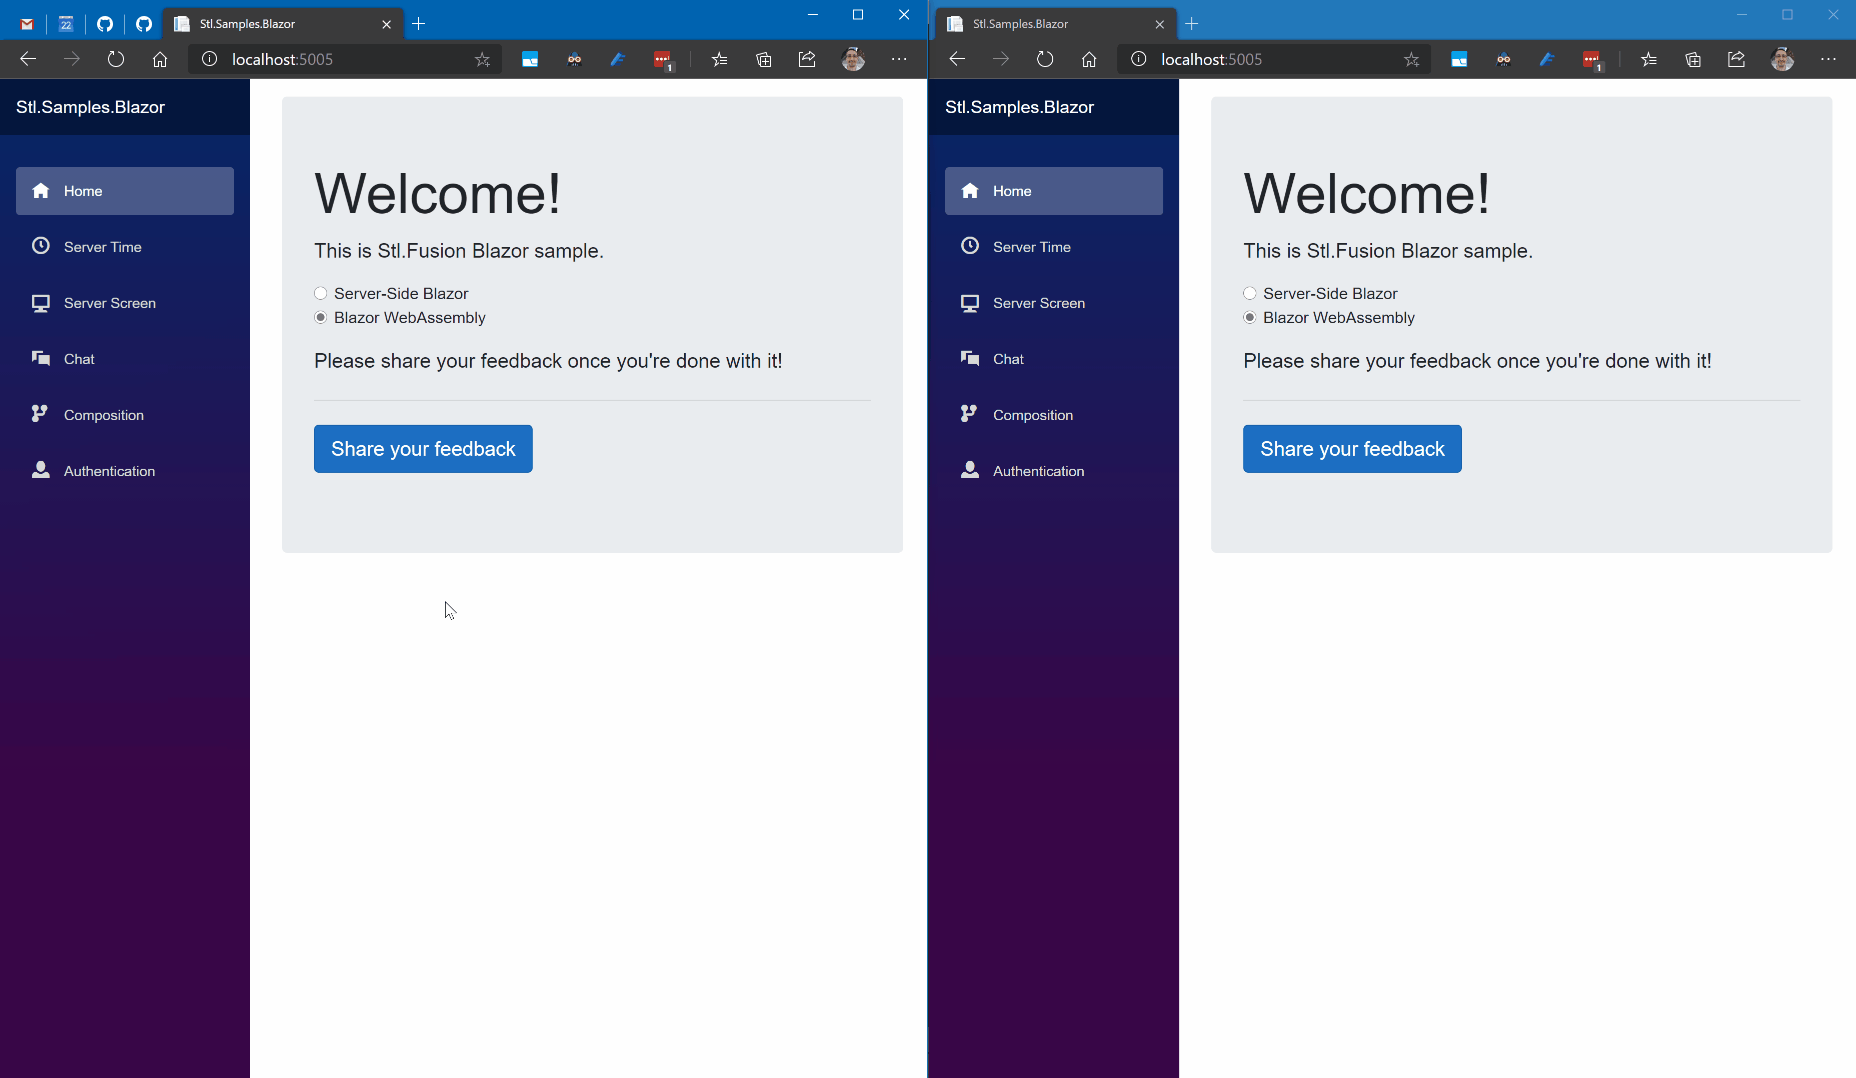 22
Stl.Samples.Blazor
localhost:5005
1
Stl.Samples.Blazor
Home
Server Time
Server Screen
Chat
Composition
Authentication
Welcome!
This is Stl.Fusion Blazor sample.
Server-Side Blazor
Blazor WebAssembly
Please share your feedback once you're done with it!
Share your feedback
Stl.Samples.Blazor
localhost:5005
1
Stl.Samples.Blazor
Home
Server Time
Server Screen
Chat
Composition
Authentication
Welcome!
This is Stl.Fusion Blazor sample.
Server-Side Blazor
Blazor WebAssembly
Please share your feedback once you're done with it!
Share your feedback